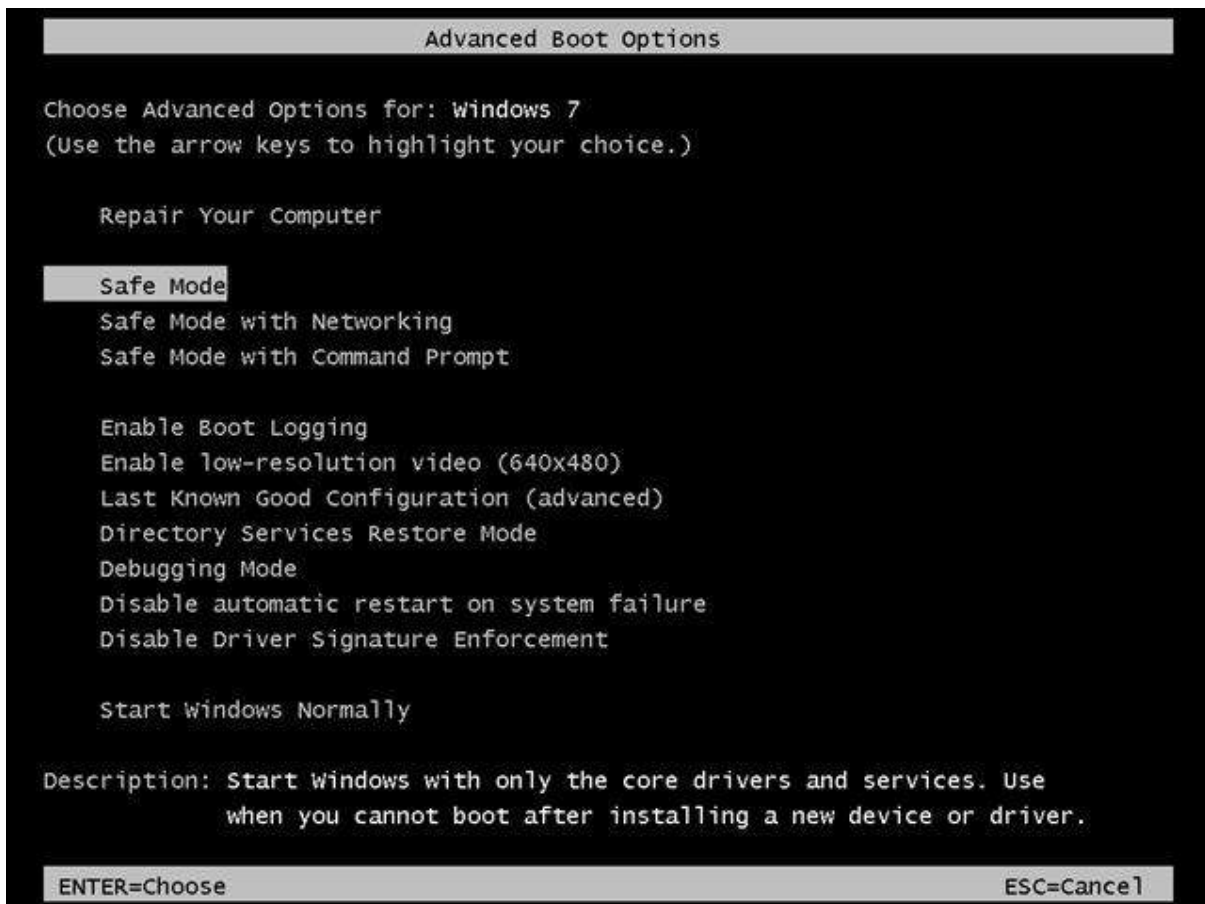 Advanced Boot Options
Choose Advanced Options for: Windows 7
(Use the arrow keys to highlight your choice.)
Repair Your Computer
Safe Mode
Safe Mode with Networking
Safe Mode with Command Prompt
Enable Boot Logging
Enable low-resolution video (640x480)
Last Known Good Configuration (advanced)
Directory Services Restore Mode
Debugging Mode
Disable automatic restart on system failure
Disable Driver Signature Enforcement
Start Windows Normally
Description: Start Windows with only the core drivers and services. Use
when you cannot boot after installing a new device or driver.
ENTER=Choose ESC=Cancel